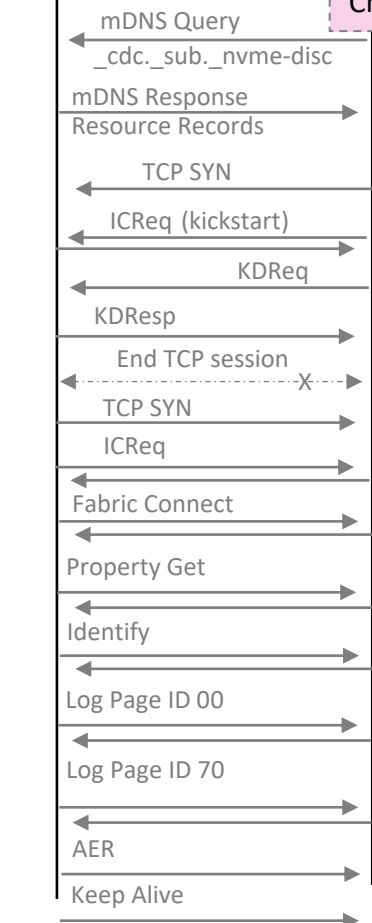 mDNS Query
_cdc._sub._nvme-disc
mDNS Response
Resource Records
TCP SYN
ICReq (kickstart)
KDReq
KDResp
End TCP session
X
TCP SYN
ICReq
Fabric Connect
Property Get
Identify
Log Page ID 00
Log Page ID 70
AER
Keep Alive